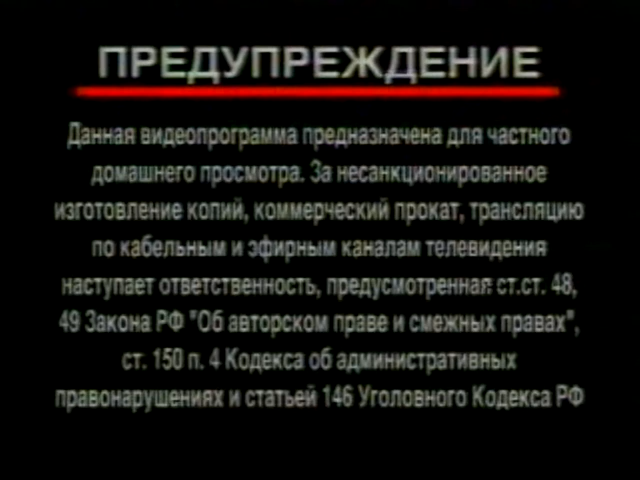 ПРЕДУПРЕЖДЕНИЕ
Данная видеопрограмма предназначена для частного
домашнего просмотра. За несанкционированное
изготовление копий, коммерческий прокат, трансляцию
по кабельным и эфирным каналам телевидения
наступает ответственность, предусмотренная ст.ст. 48,
49 Закона РФ "Об авторском праве и смежных правах",
ст. 150 п. 4 Кодекса об административных
правонарушениях и статьей 146 Уголовного Кодекса РФ